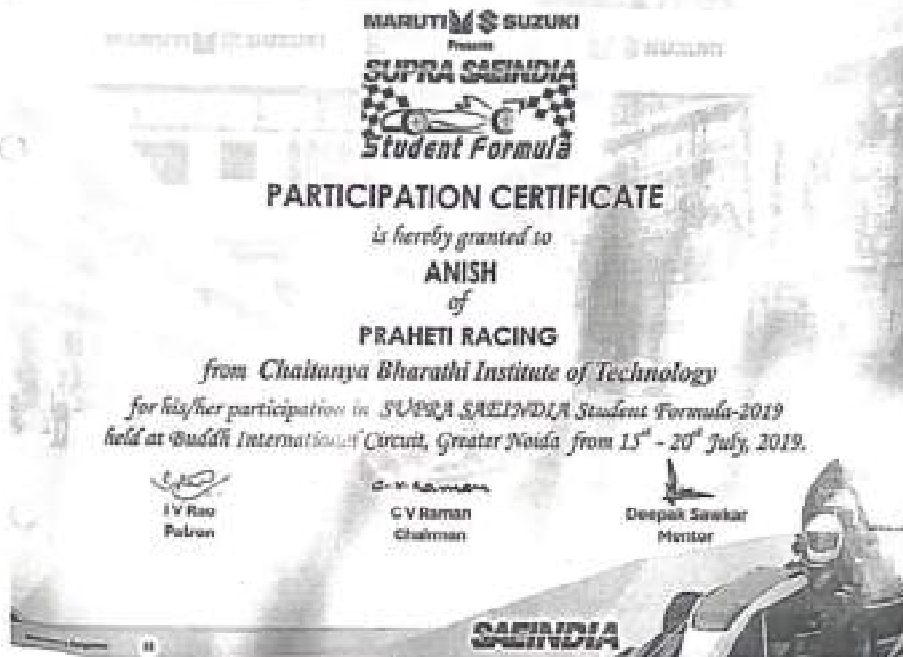 MARUTI SUZUKI
Presents
SUPRA SAEINDIA
Student Formula
PARTICIPATION CERTIFICATE
is hereby granted to
ANISH
of
PRAHETI RACING
from Chaitanya Bharathi Institute of Technology
for his/her participation in SUPRA SAEINDIA Student Formula-2019
held at Buddh International Circuit, Greater Noida from 15th - 20th July, 2019.
I V Rao C V Raman Deepak Sawkar
Patron Chairman Mentor
SAEINDIA